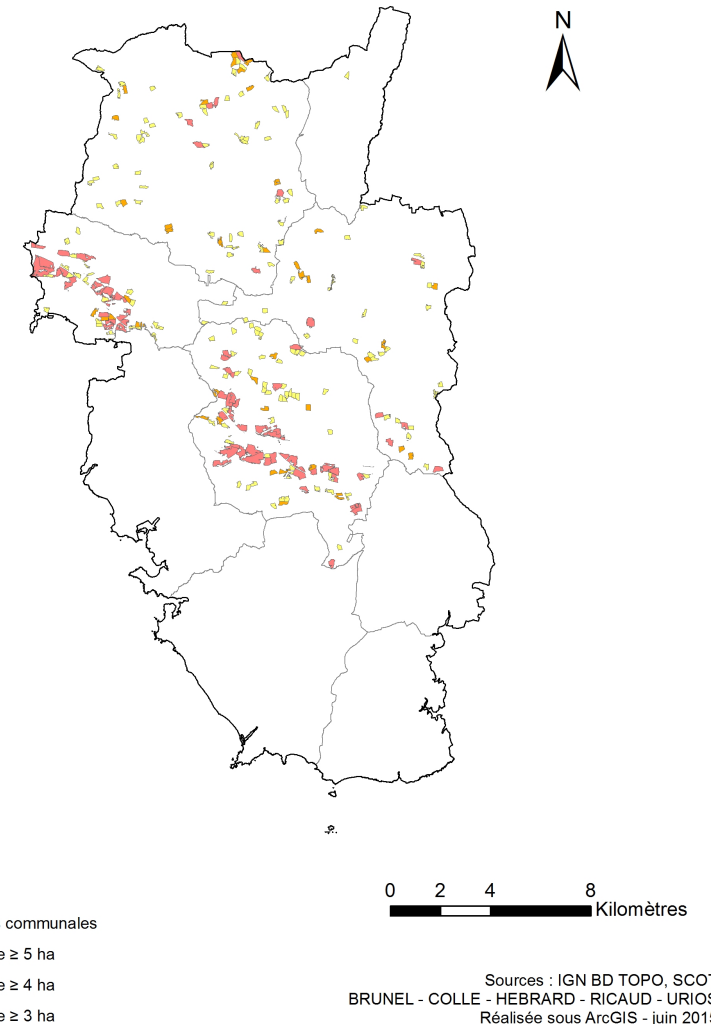 N
0 2 4 8
Kilomètres
communales
≥ 5 ha
≥ 4 ha
≥ 3 ha
Sources : IGN BD TOPO, SCOT
BRUNEL - COLLE - HEBRARD - RICAUD - URIOS
Réalisée sous ArcGIS - juin 201